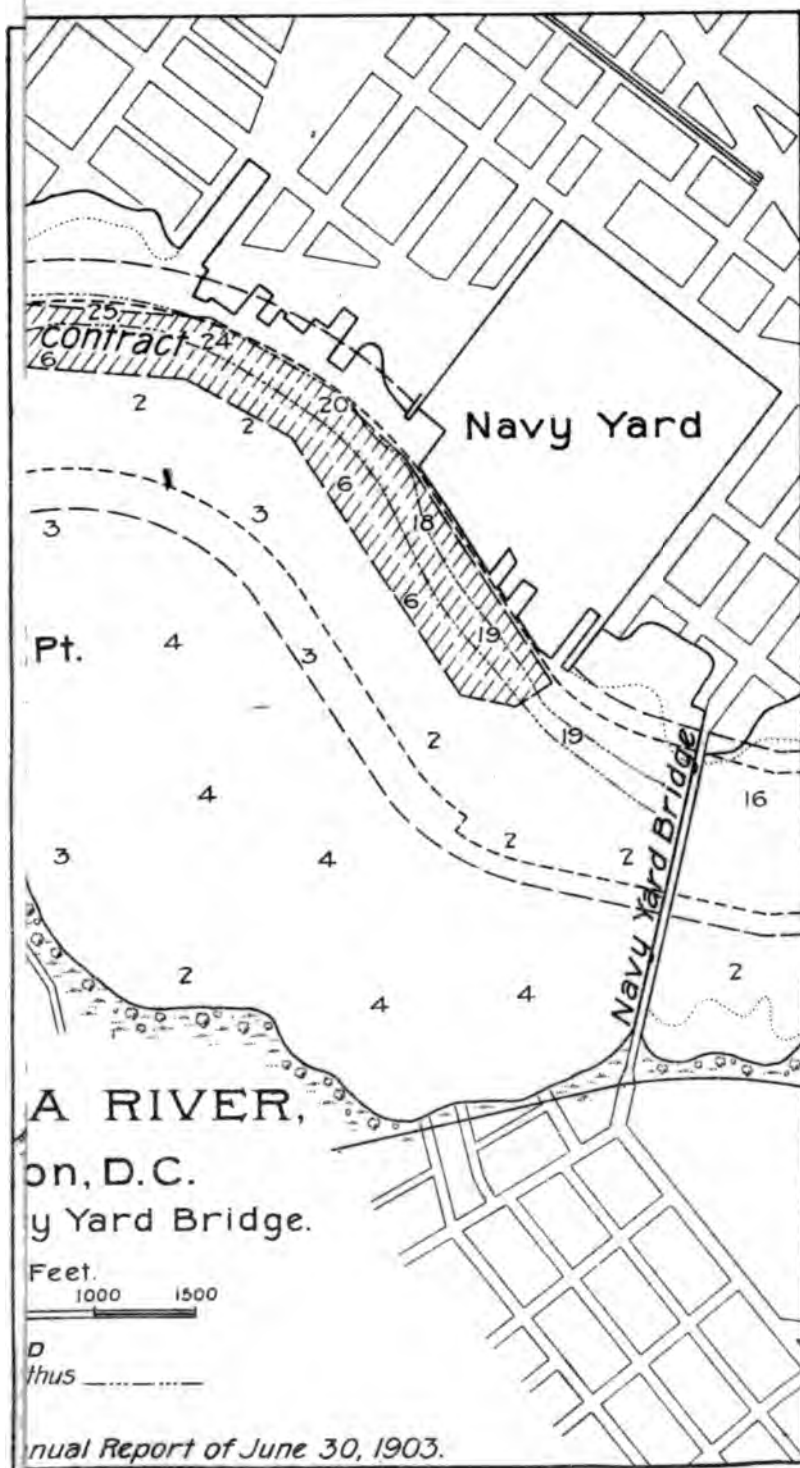 25
contract
24
6
20
2
2
Navy Yard
6
3
3
18
6
4
19
Pt.
3
2
19
4
16
2
2
3
4
Navy Yard Bridge
2
2
4
4
A RIVER,
on, D.C.
y Yard Bridge.
Feet.
1000 1500
D
thus
nnual Report of June 30, 1903.